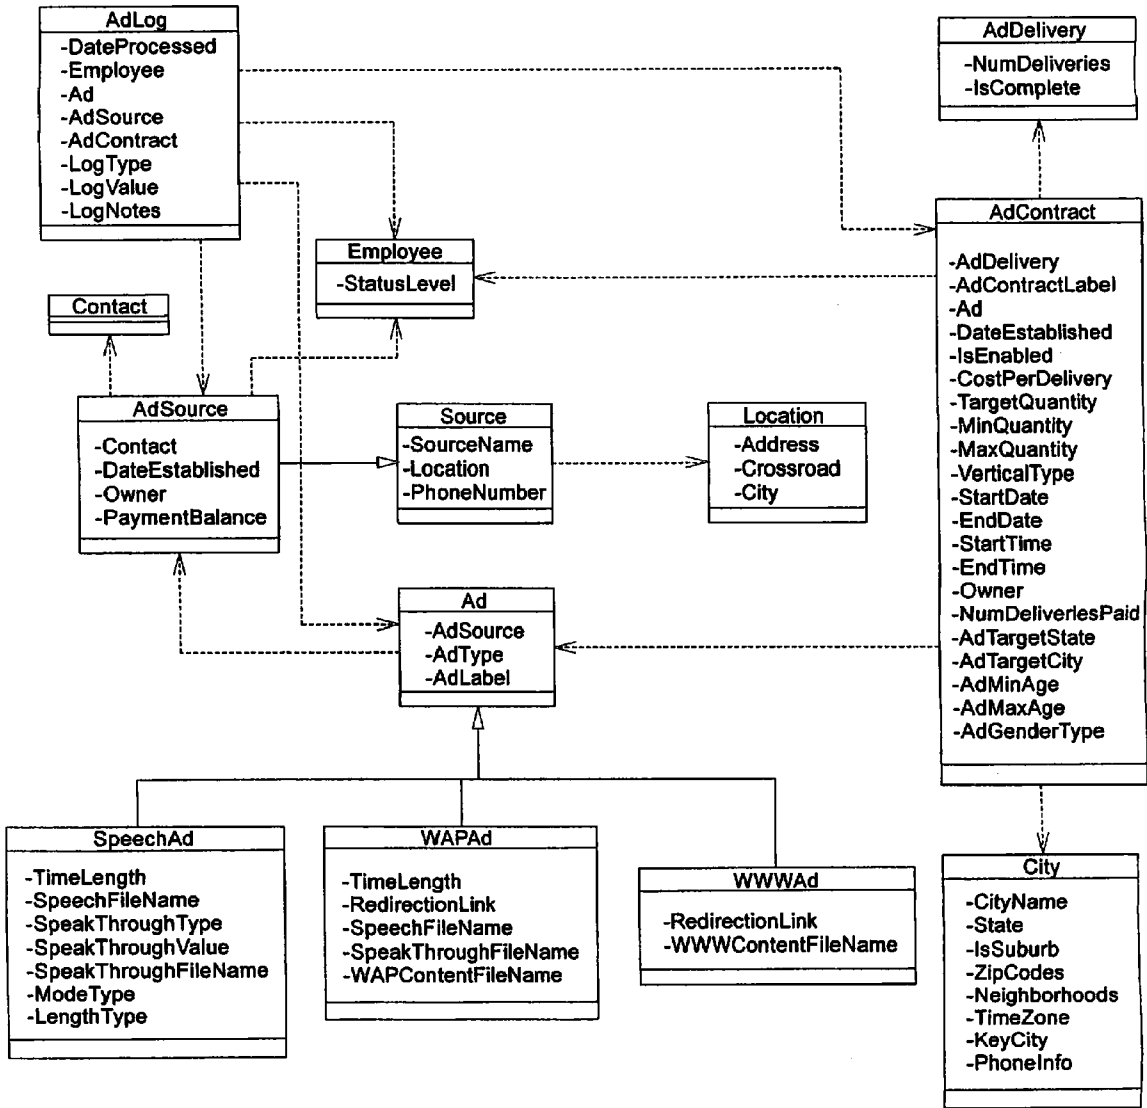 AdLog
-DateProcessed
-Employee
-Ad
-AdSource
-AdContract
-LogType
-LogValue
-LogNotes
AdDelivery
-NumDeliveries
-IsComplete
AdContract
-AdDelivery
-AdContractLabel
-Ad
-DateEstablished
-IsEnabled
-CostPerDelivery
-TargetQuantity
-MinQuantity
-MaxQuantity
-VerticalType
-StartDate
-EndDate
-StartTime
-EndTime
-Owner
-NumDeliveriesPaid
-AdTargetState
-AdTargetCity
-AdMinAge
-AdMaxAge
-AdGenderType
Employee
-StatusLevel
Contact
AdSource
-Contact
-DateEstablished
-Owner
-PaymentBalance
Source
-SourceName
-Location
-PhoneNumber
Location
-Address
-Crossroad
-City
Ad
-AdSource
-AdType
-AdLabel
SpeechAd
-TimeLength
-SpeechFileName
-SpeakThroughType
-SpeakThroughValue
-SpeakThroughFileName
-ModeType
-LengthType
WAPAd
-TimeLength
-RedirectionLink
-SpeechFileName
-SpeakThroughFileName
-WAPContentFileName
WWWAd
-RedirectionLink
-WWWContentFileName
City
-CityName
-State
-IsSuburb
-ZipCodes
-Neighborhoods
-TimeZone
-KeyCity
-PhoneInfo